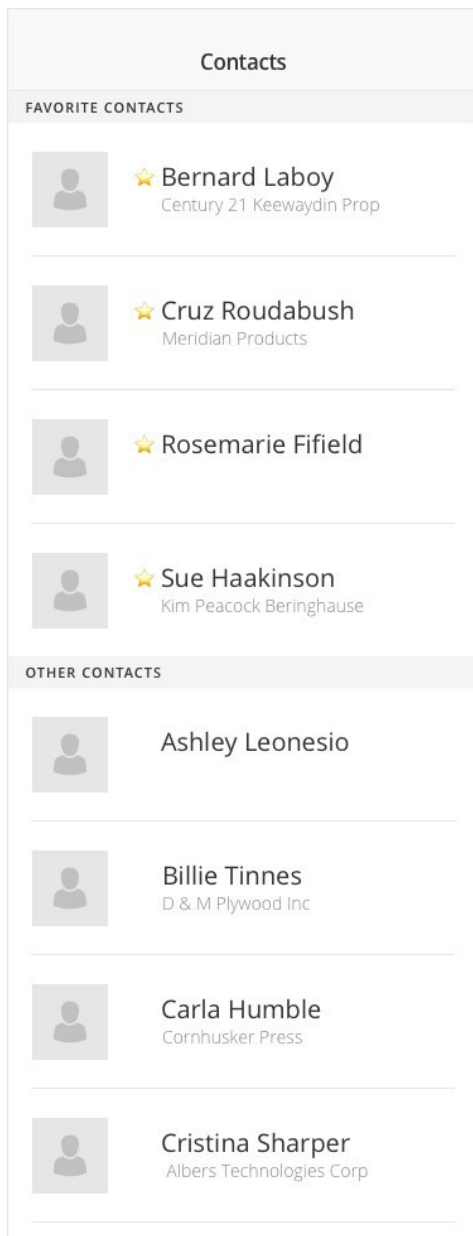 Contacts
FAVORITE CONTACTS
Bernard Laboy
Century 21 Keewaydin Prop
Cruz Roudabush
Meridian Products
Rosemarie Fifield
Sue Haakinson
Kim Peacock Beringhause
OTHER CONTACTS
Ashley Leonesio
Billie Tinnes
D & M Plywood Inc
Carla Humble
Cornhusker Press
Cristina Sharper
Albers Technologies Corp